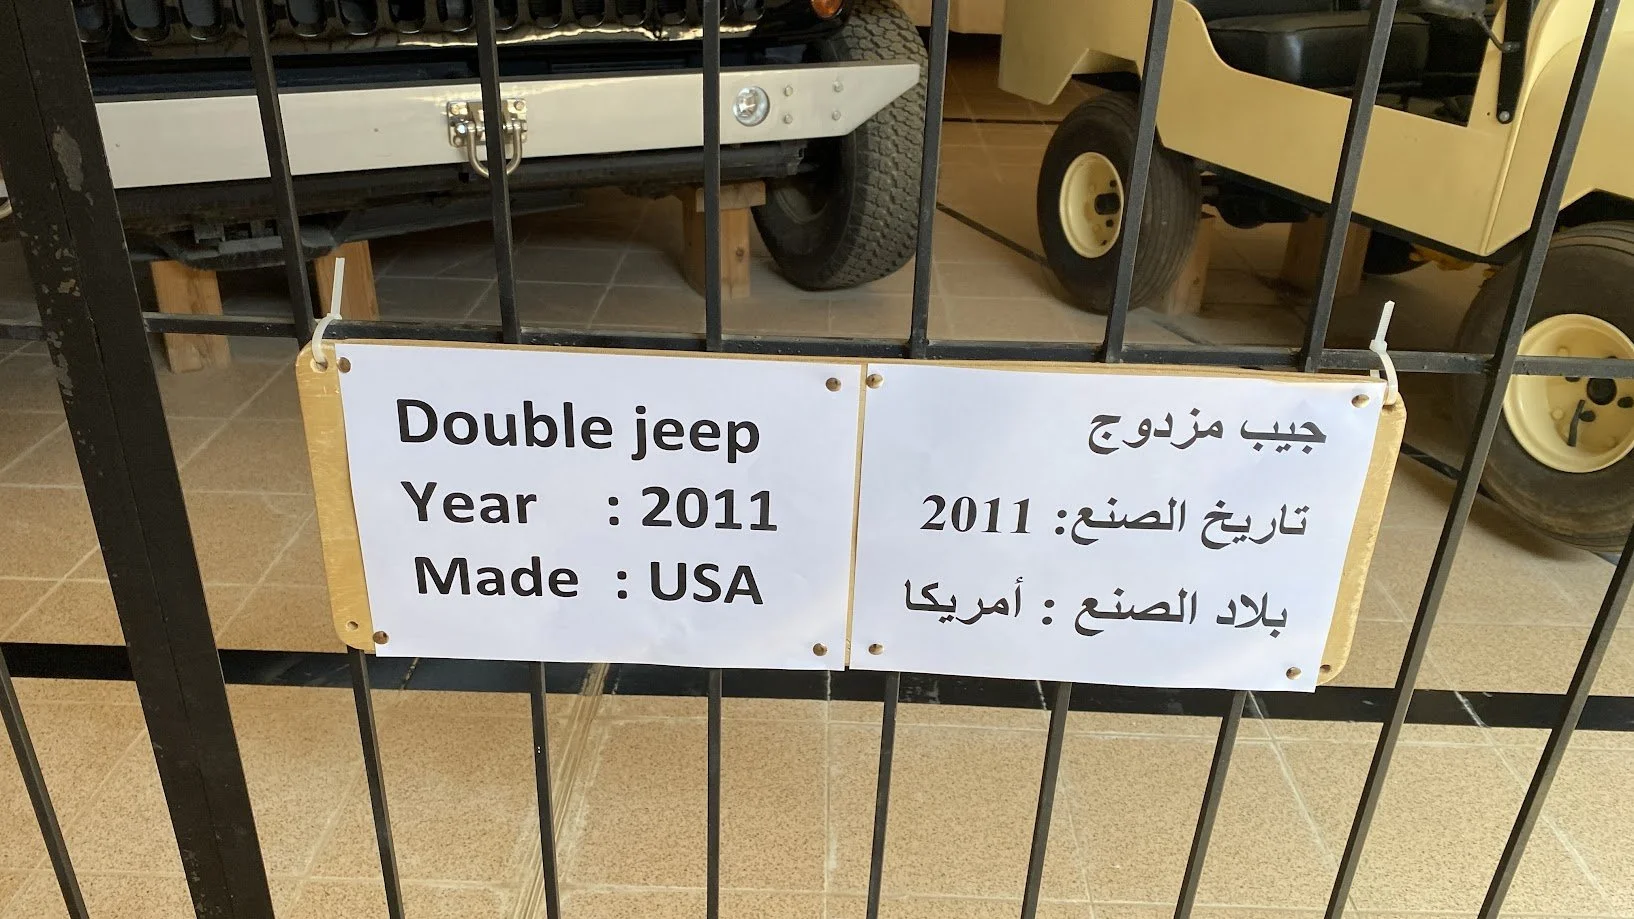 Double jeep
Year : 2011
Made : USA
جيب مزدوج
تاريخ الصنع: 2011
بلاد الصنع : أمريكا